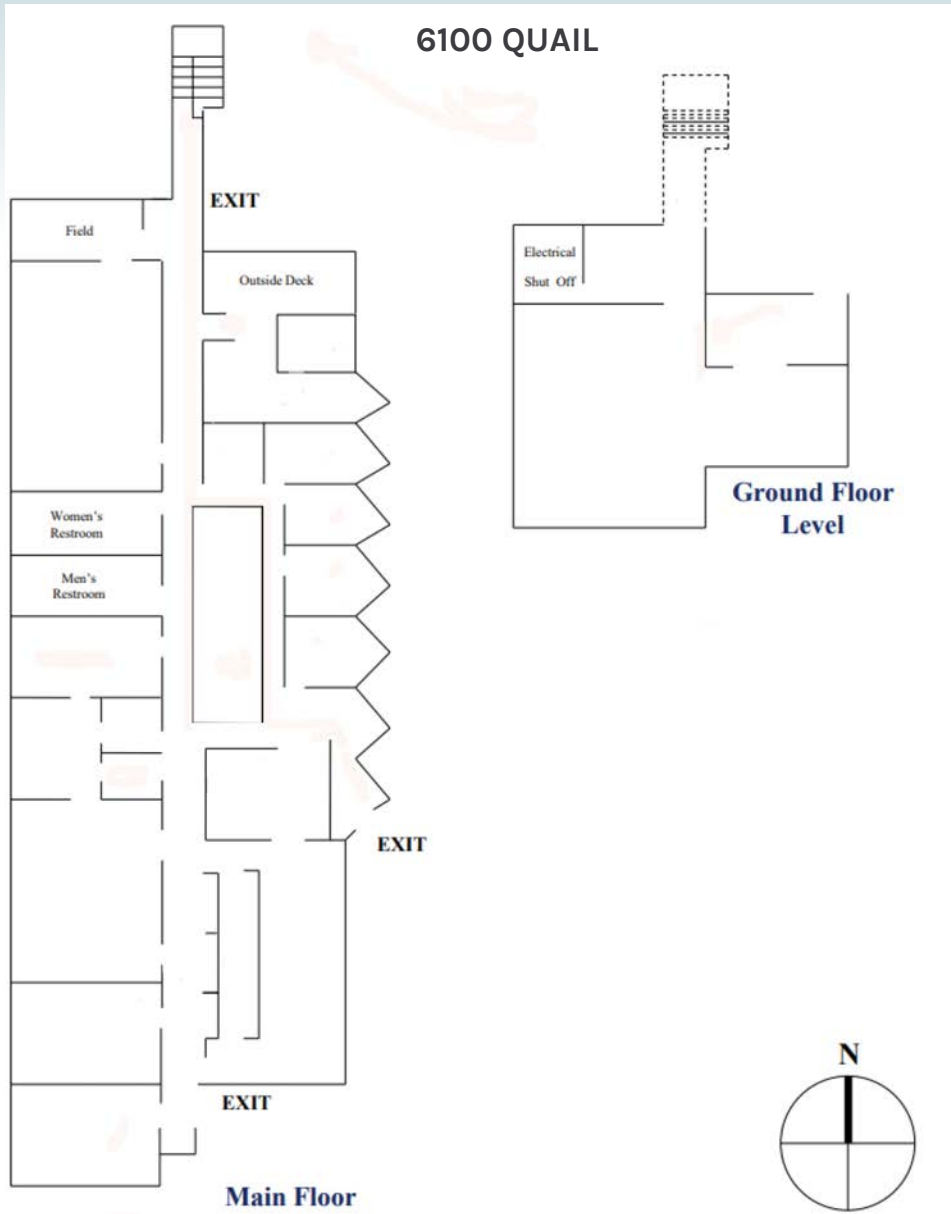 6100 QUAIL
EXIT
Field
Outside Deck
Electrical
Shut Off
Women's
Restroom
Men's
Restroom
Ground Floor
Level
EXIT
EXIT
Main Floor
N